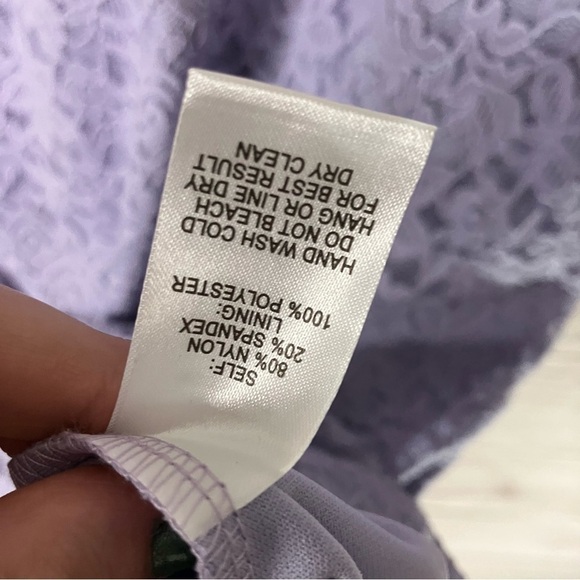 SELF:
80% NYLON
20% SPANDEX
LINING:
100% POLYESTER
HAND WASH COLD
DO NOT BLEACH
HANG OR LINE DRY
FOR BEST RESULT
DRY CLEAN